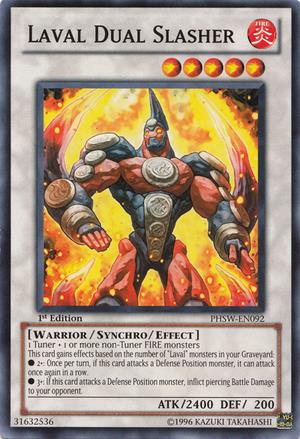 LAVAL DUAL SLASHER
FIRE
炎
1st Edition
PHSW-EN092
[WARRIOR / SYNCHRO / EFFECT]
1 Tuner + 1 or more non-Tuner FIRE monsters
This card gains effects based on the number of "Laval" monsters in your Graveyard:
● 2+: Once per turn, if this card attacks a Defense Position monster, it can attack
once again in a row.
● 3+: If this card attacks a Defense Position monster, inflict piercing Battle Damage
to your opponent.
ATK/2400 DEF/ 200
31632536
©1996 KAZUKI TAKAHASHI